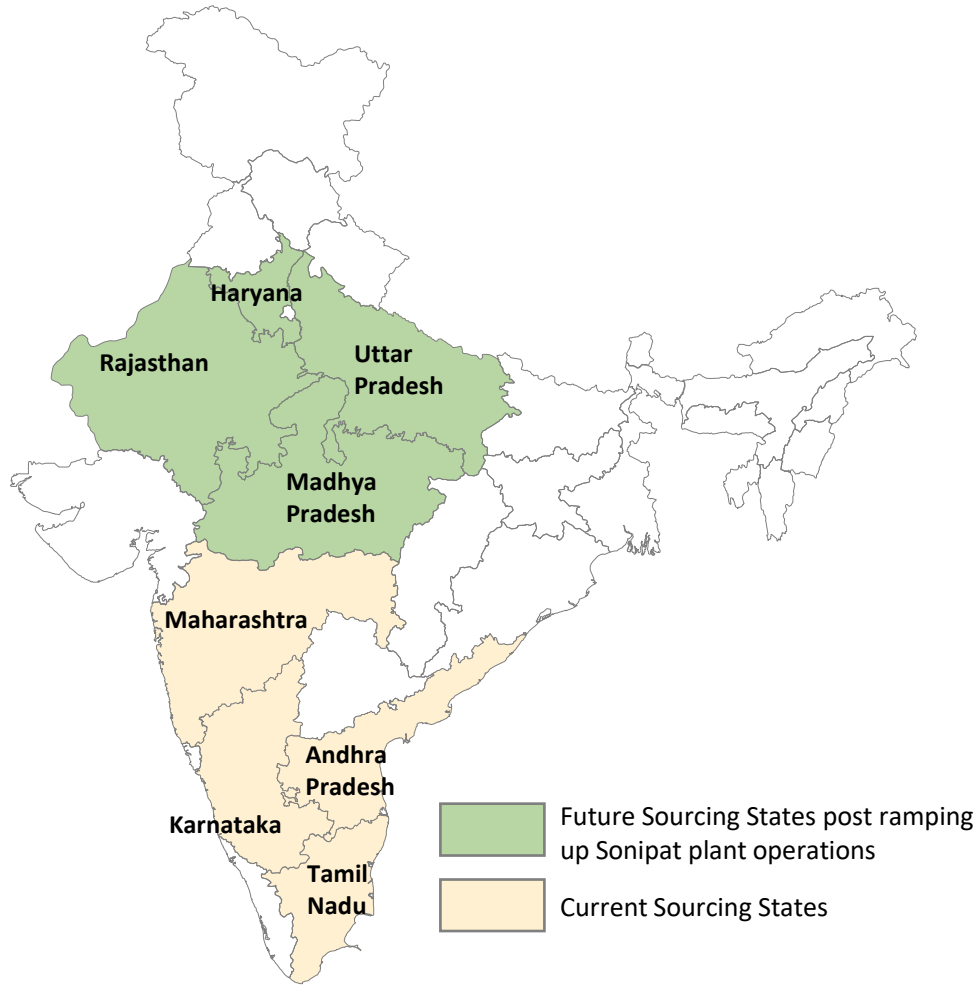 Haryana
Rajasthan
Uttar
Pradesh
Madhya
Pradesh
Maharashtra
Andhra
Pradesh
Karnataka
Tamil
Nadu
Future Sourcing States post ramping
up Sonipat plant operations
Current Sourcing States